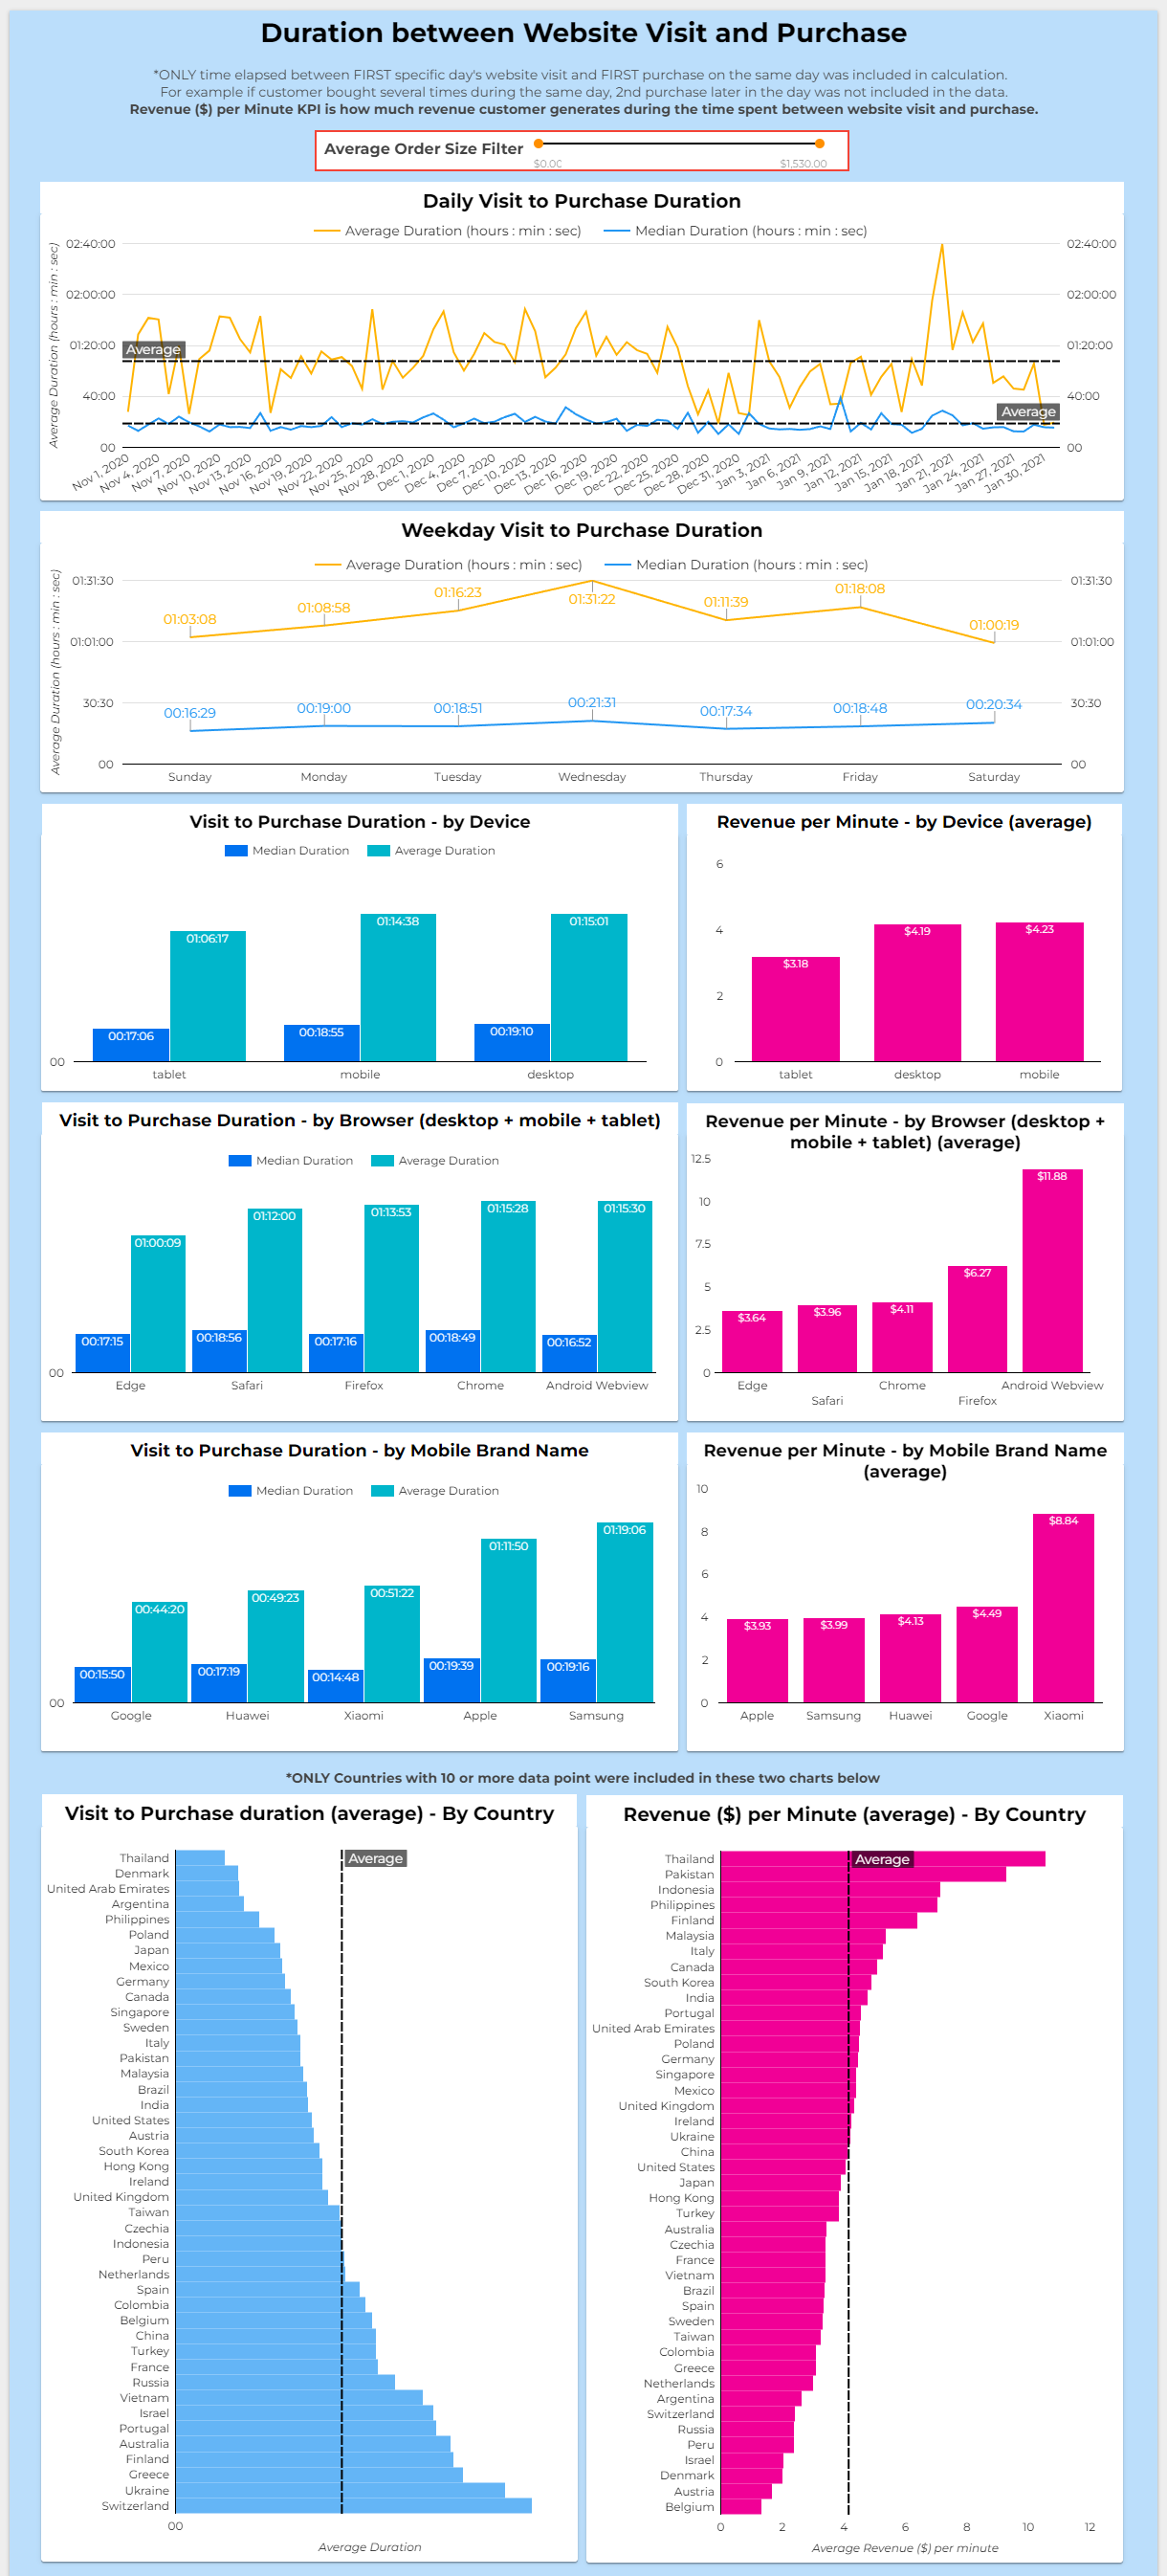 Duration between Website Visit and Purchase
*ONLY time elapsed between FIRST specific day's website visit and FIRST purchase on the same day was included in calculation.
For example if customer bought several times during the same day, 2nd purchase later in the day was not included in the data.
Revenue ($) per Minute KPI is how much revenue customer generates during the time spent between website visit and purchase.
Average Order Size Filter
$0.00 $1,530.00
Daily Visit to Purchase Duration
Average Duration (hours : min : sec) Median Duration (hours : min : sec)
Average Duration (hours : min : sec)
02:40:00 02:40:00
02:00:00 02:00:00
01:20:00 Average 01:20:00
40:00 Average 40:00
00 00
Nov 1, 2020 Nov 4, 2020 Nov 7, 2020 Nov 10, 2020 Nov 13, 2020 Nov 16, 2020 Nov 19, 2020 Nov 22, 2020 Nov 25, 2020 Nov 28, 2020 Dec 1, 2020 Dec 4, 2020 Dec 7, 2020 Dec 10, 2020 Dec 13, 2020 Dec 16, 2020 Dec 19, 2020 Dec 22, 2020 Dec 25, 2020 Dec 28, 2020 Dec 31, 2020 Jan 3, 2021 Jan 6, 2021 Jan 9, 2021 Jan 12, 2021 Jan 15, 2021 Jan 18, 2021 Jan 21, 2021 Jan 24, 2021 Jan 27, 2021 Jan 30, 2021
Weekday Visit to Purchase Duration
Average Duration (hours : min : sec) Median Duration (hours : min : sec)
Average Duration (hours : min : sec)
01:31:30 01:31:30
01:03:08 01:08:58 01:16:23 01:31:22 01:11:39 01:18:08 01:00:19
01:01:00 01:01:00
30:30 30:30
00:16:29 00:19:00 00:18:51 00:21:31 00:17:34 00:18:48 00:20:34
00 00
Sunday Monday Tuesday Wednesday Thursday Friday Saturday
Visit to Purchase Duration - by Device
Median Duration Average Duration
01:06:17 01:14:38 01:15:01
00:17:06 00:18:55 00:19:10
00
tablet mobile desktop
Revenue per Minute - by Device (average)
6
4
2
0
$3.18 $4.19 $4.23
tablet desktop mobile
Visit to Purchase Duration - by Browser (desktop + mobile + tablet)
Median Duration Average Duration
01:00:09 01:12:00 01:13:53 01:15:28 01:15:30
00:17:15 00:18:56 00:17:16 00:18:49 00:16:52
00
Edge Safari Firefox Chrome Android Webview
Revenue per Minute - by Browser (desktop +
mobile + tablet) (average)
12.5
10
7.5
5
2.5
0
$3.64 $3.96 $4.11 $6.27 $11.88
Edge Safari Chrome Firefox Android Webview
Visit to Purchase Duration - by Mobile Brand Name
Median Duration Average Duration
00:44:20 00:49:23 00:51:22 01:11:50 01:19:06
00:15:50 00:17:19 00:14:48 00:19:39 00:19:16
00
Google Huawei Xiaomi Apple Samsung
Revenue per Minute - by Mobile Brand Name
(average)
10
8
6
4
2
0
$3.93 $3.99 $4.13 $4.49 $8.84
Apple Samsung Huawei Google Xiaomi
*ONLY Countries with 10 or more data point were included in these two charts below
Visit to Purchase duration (average) - By Country
Average
Thailand
Denmark
United Arab Emirates
Argentina
Philippines
Poland
Japan
Mexico
Germany
Canada
Singapore
Sweden
Italy
Pakistan
Malaysia
Brazil
India
United States
Austria
South Korea
Hong Kong
Ireland
United Kingdom
Taiwan
Czechia
Indonesia
Peru
Netherlands
Spain
Colombia
Belgium
China
Turkey
France
Russia
Vietnam
Israel
Portugal
Australia
Finland
Greece
Ukraine
Switzerland
00
Average Duration
Revenue ($) per Minute (average) - By Country
Average
Thailand
Pakistan
Indonesia
Philippines
Finland
Malaysia
Italy
Canada
South Korea
India
Portugal
United Arab Emirates
Poland
Germany
Singapore
Mexico
United Kingdom
Ireland
Ukraine
China
United States
Japan
Hong Kong
Turkey
Australia
Czechia
France
Vietnam
Brazil
Spain
Sweden
Taiwan
Colombia
Greece
Netherlands
Argentina
Switzerland
Russia
Peru
Israel
Denmark
Austria
Belgium
0 2 4 6 8 10 12
Average Revenue ($) per minute